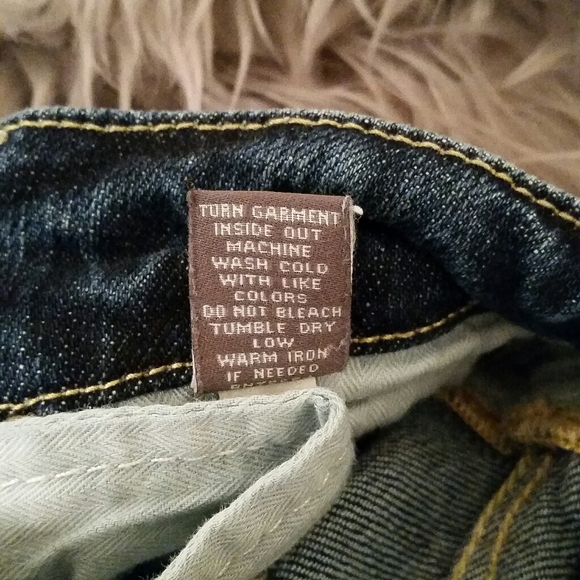 TURN GARMENT
INSIDE OUT
MACHINE
WASH COLD
WITH LIKE
COLORS
DO NOT BLEACH
TUMBLE DRY
LOW
WARM IRON
IF NEEDED